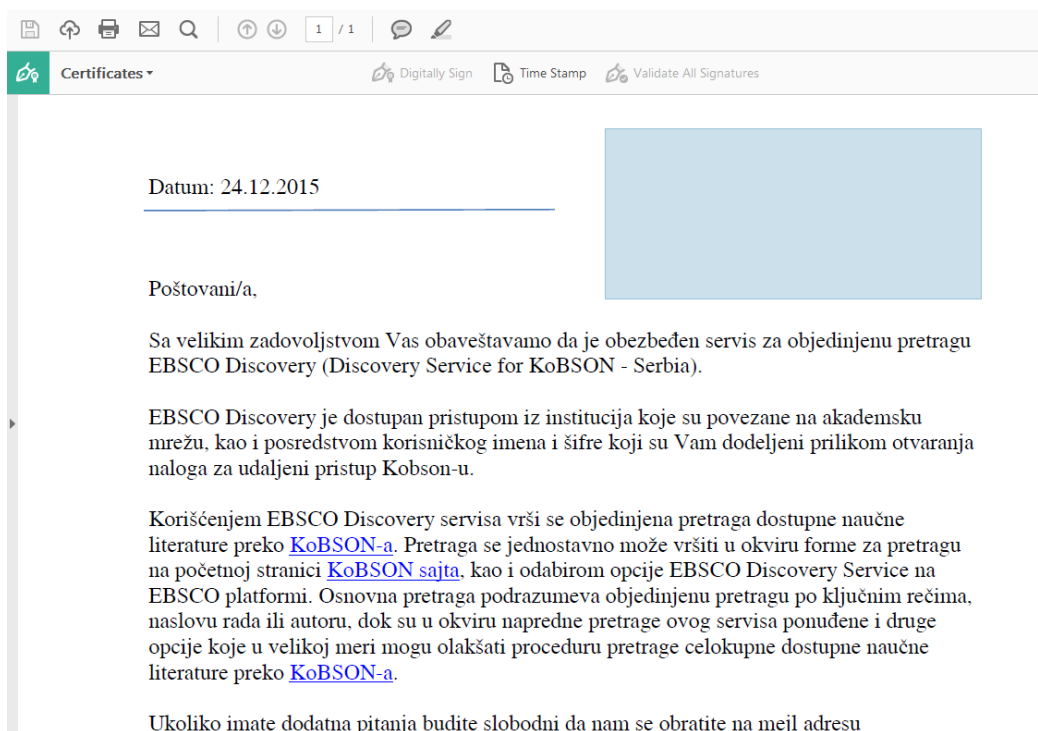 1 / 1
Certificates
Digitally Sign
Time Stamp
Validate All Signatures
Datum: 24.12.2015
Poštovani/a,
Sa velikim zadovoljstvom Vas obaveštavamo da je obezbeđen servis za objedinjenu pretragu
EBSCO Discovery (Discovery Service for KoBSON - Serbia).
EBSCO Discovery je dostupan pristupom iz institucija koje su povezane na akademsku
mrežu, kao i posredstvom korisničkog imena i šifre koji su Vam dodeljeni prilikom otvaranja
naloga za udaljeni pristup Kobson-u.
Korišćenjem EBSCO Discovery servisa vrši se objedinjena pretraga dostupne naučne
literature preko KoBSON-a. Pretraga se jednostavno može vršiti u okviru forme za pretragu
na početnoj stranici KoBSON sajta, kao i odabirom opcije EBSCO Discovery Service na
EBSCO platformi. Osnovna pretraga podrazumeva objedinjenu pretragu po ključnim rečima,
naslovu rada ili autoru, dok su u okviru napredne pretrage ovog servisa ponuđene i druge
opcije koje u velikoj meri mogu olakšati proceduru pretrage celokupne dostupne naučne
literature preko KoBSON-a.
Ukoliko imate dodatna pitanja budite slobodni da nam se obratite na mejl adresu